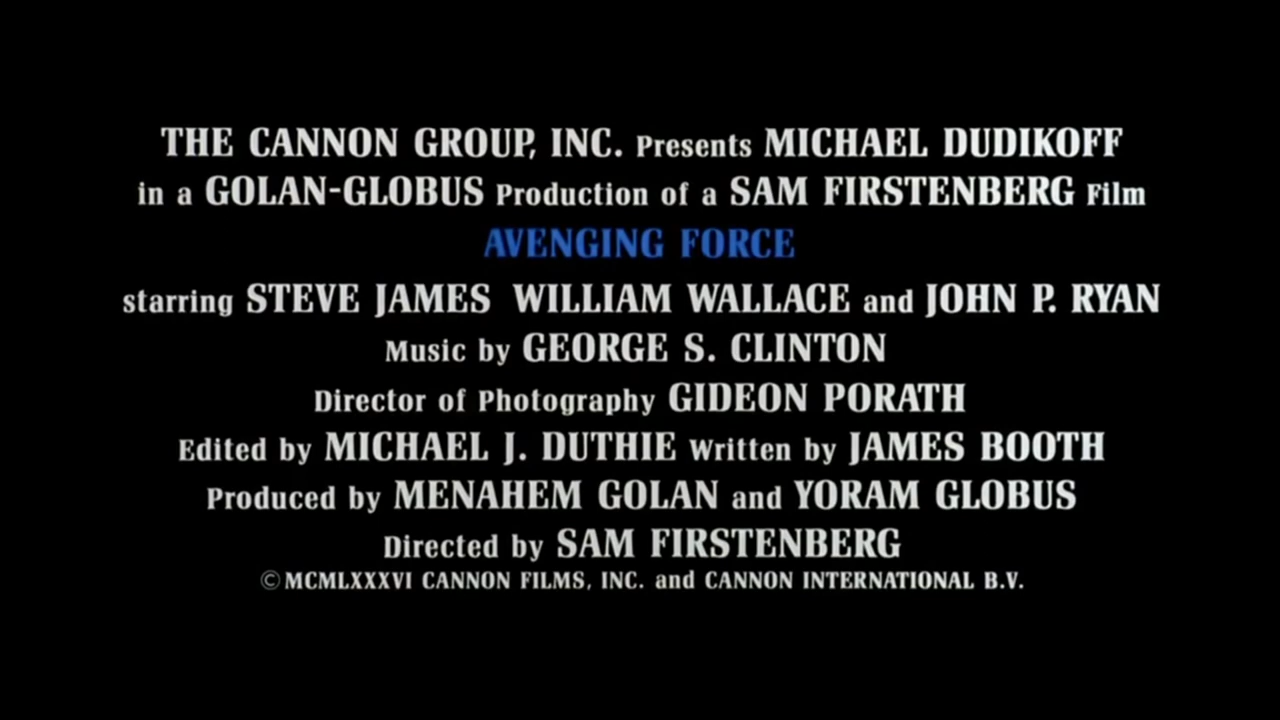 THE CANNON GROUP, INC. Presents MICHAEL DUDIKOFF
in a GOLAN-GLOBUS Production of a SAM FIRSTENBERG Film
AVENGING FORCE
starring STEVE JAMES WILLIAM WALLACE and JOHN P. RYAN
Music by GEORGE S. CLINTON
Director of Photography GIDEON PORATH
Edited by MICHAEL J. DUTHIE Written by JAMES BOOTH
Produced by MENAHEM GOLAN and YORAM GLOBUS
Directed by SAM FIRSTENBERG
©MCMLXXXVI CANNON FILMS, INC. and CANNON INTERNATIONAL B.V.